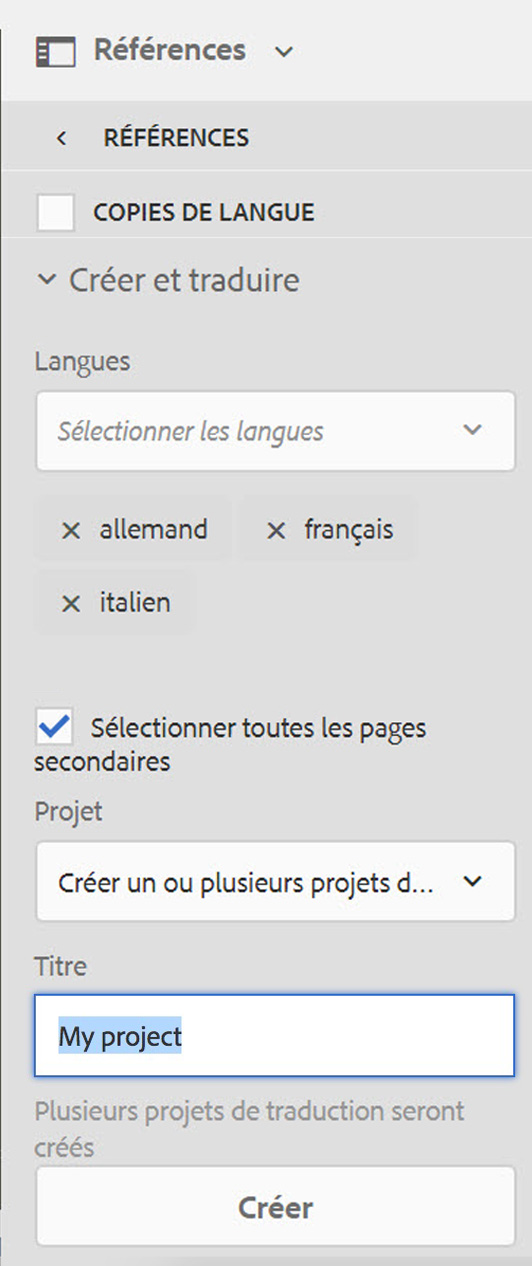 Références
RÉFÉRENCES
COPIES DE LANGUE
Créer et traduire
Langues
Sélectionner les langues
allemand français
italien
Sélectionner toutes les pages
secondaires
Projet
Créer un ou plusieurs projets d...
Titre
My project
Plusieurs projets de traduction seront
créés
Créer